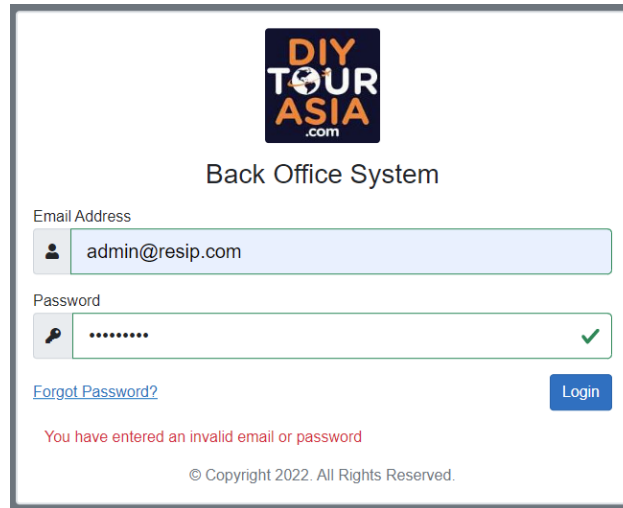 DIY
TOUR
ASIA
.com
Back Office System
Email Address
admin@resip.com
Password
•••••••••
Forgot Password?
Login
You have entered an invalid email or password
© Copyright 2022. All Rights Reserved.